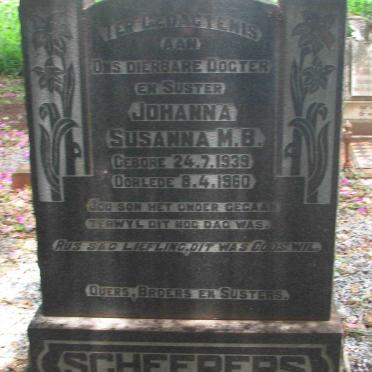 TER GEDAGTENIS
AAN
ONS DIERBARE DOGTER
EN SUSTER
JOHANNA
SUSANNA M.B.
GEBORE 24.7.1939
OORLEDE 8.4.1960
JOU SON HET ONDER GEGAAN
TERWYL DIT NOG DAG WAS.
RUS SAG LIEFLING, DIT WAS GODS WIL.
OUERS, BROERS EN SUSTERS.
SCHEEPERS